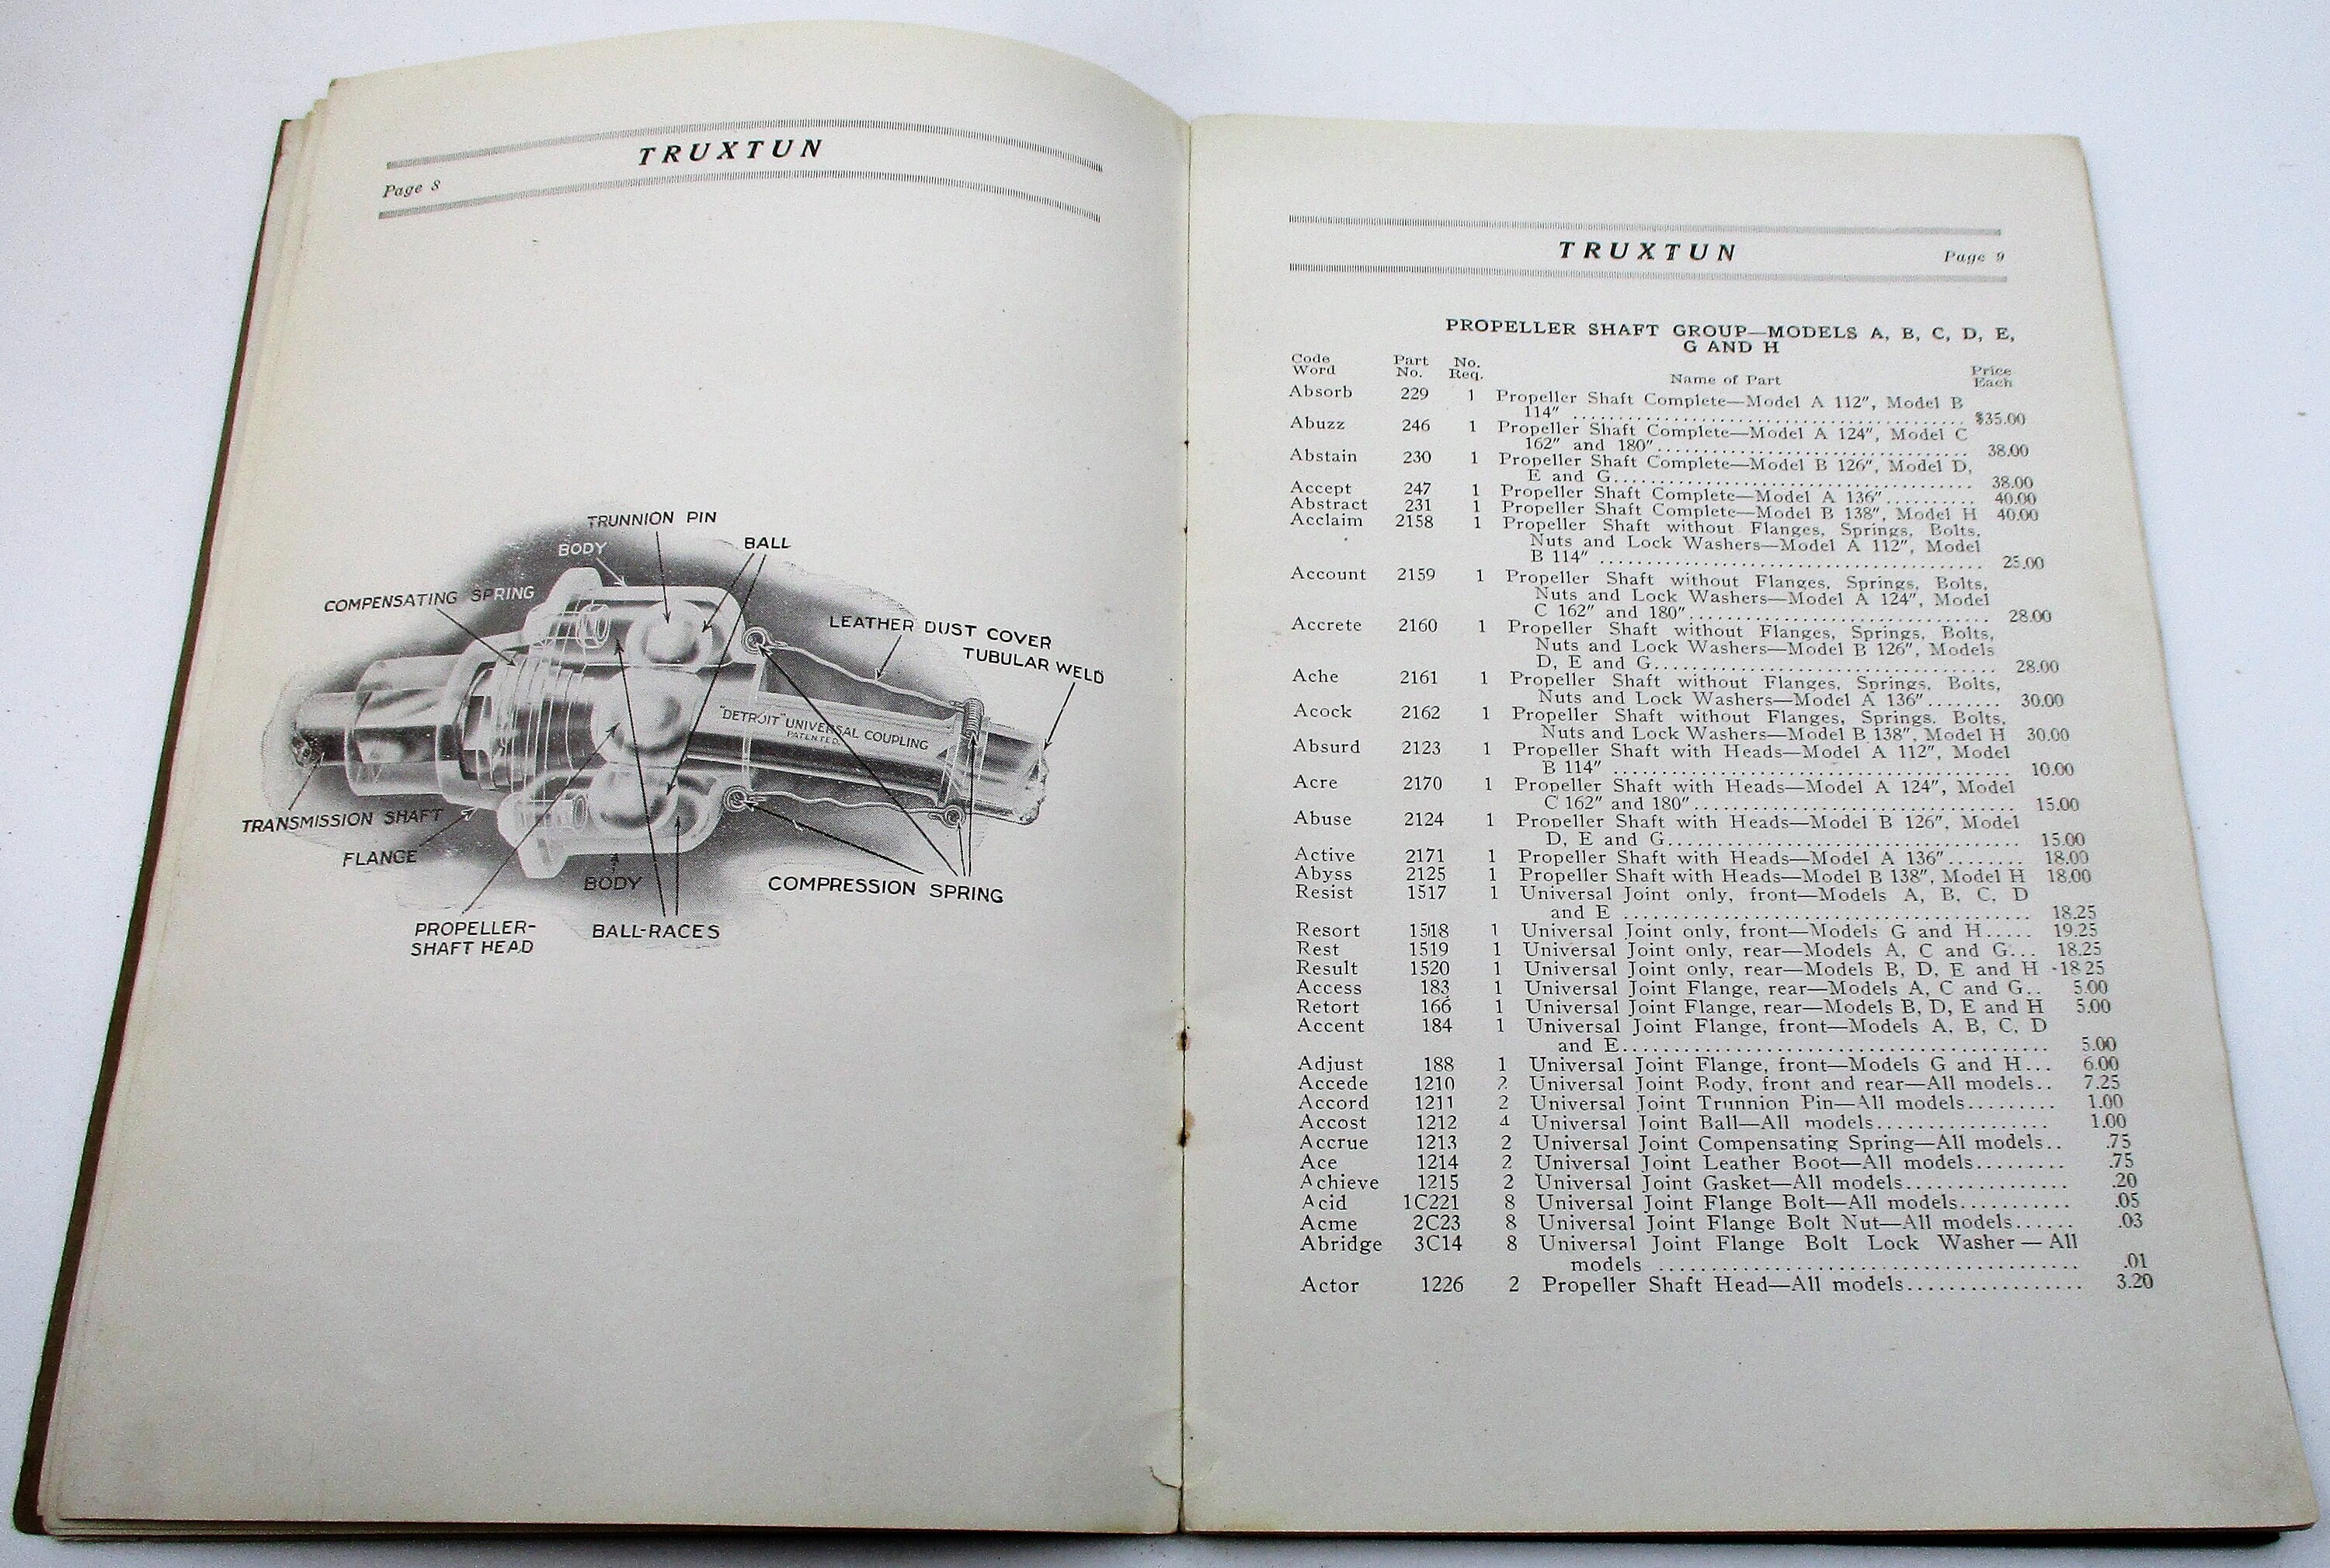 TRUXTUN
Page 8
TRUNNION PIN
BODY
BALL
COMPENSATING SPRING
LEATHER DUST COVER
TUBULAR WELD
"DETROIT" UNIVERSAL COUPLING
PATENTED
TRANSMISSION SHAFT
FLANGE
BODY
COMPRESSION SPRING
PROPELLER-
SHAFT HEAD
BALL-RACES
TRUXTUN Page 9
PROPELLER SHAFT GROUP—MODELS A, B, C, D, E,
G AND H
Code Part No.
Word No. Req. Name of Part Price Each
Absorb 229 1 Propeller Shaft Complete—Model A 112″, Model B
114″ ........ $35.00
Abuzz 246 1 Propeller Shaft Complete—Model A 124″, Model C
162″ and 180″........ 38.00
Abstain 230 1 Propeller Shaft Complete—Model B 126″, Model D,
E and G........ 38.00
Accept 247 1 Propeller Shaft Complete—Model A 136″........ 40.00
Abstract 231 1 Propeller Shaft Complete—Model B 138″, Model H 40.00
Acclaim 2158 1 Propeller Shaft without Flanges, Springs, Bolts,
Nuts and Lock Washers—Model A 112″, Model
B 114″ ........ 25.00
Account 2159 1 Propeller Shaft without Flanges, Springs, Bolts,
Nuts and Lock Washers—Model A 124″, Model
C 162″ and 180″........ 28.00
Accrete 2160 1 Propeller Shaft without Flanges, Springs, Bolts,
Nuts and Lock Washers—Model B 126″, Models
D, E and G........ 28.00
Ache 2161 1 Propeller Shaft without Flanges, Springs, Bolts,
Nuts and Lock Washers—Model A 136″........ 30.00
Acock 2162 1 Propeller Shaft without Flanges, Springs. Bolts,
Nuts and Lock Washers—Model B 138″, Model H 30.00
Absurd 2123 1 Propeller Shaft with Heads—Model A 112″, Model
B 114″ ........ 10.00
Acre 2170 1 Propeller Shaft with Heads—Model A 124″, Model
C 162″ and 180″........ 15.00
Abuse 2124 1 Propeller Shaft with Heads—Model B 126″, Model
D, E and G........ 15.00
Active 2171 1 Propeller Shaft with Heads—Model A 136″........ 18.00
Abyss 2125 1 Propeller Shaft with Heads—Model B 138″, Model H 18.00
Resist 1517 1 Universal Joint only, front—Models A, B, C, D
and E ........ 18.25
Resort 1518 1 Universal Joint only, front—Models G and H..... 19.25
Rest 1519 1 Universal Joint only, rear—Models A, C and G... 18.25
Result 1520 1 Universal Joint only, rear—Models B, D, E and H 18.25
Access 183 1 Universal Joint Flange, rear—Models A, C and G.. 5.00
Retort 166 1 Universal Joint Flange, rear—Models B, D, E and H 5.00
Accent 184 1 Universal Joint Flange, front—Models A, B, C, D
and E........ 5.00
Adjust 188 1 Universal Joint Flange, front—Models G and H... 6.00
Accede 1210 2 Universal Joint Body, front and rear—All models.. 7.25
Accord 1211 2 Universal Joint Trunnion Pin—All models......... 1.00
Accost 1212 4 Universal Joint Ball—All models........ 1.00
Accrue 1213 2 Universal Joint Compensating Spring—All models.. .75
Ace 1214 2 Universal Joint Leather Boot—All models......... .75
Achieve 1215 2 Universal Joint Gasket—All models........ .20
Acid 1C221 8 Universal Joint Flange Bolt—All models........ .05
Acme 2C23 8 Universal Joint Flange Bolt Nut—All models...... .03
Abridge 3C14 8 Universal Joint Flange Bolt Lock Washer—All
models ........ .01
Actor 1226 2 Propeller Shaft Head—All models........ 3.20